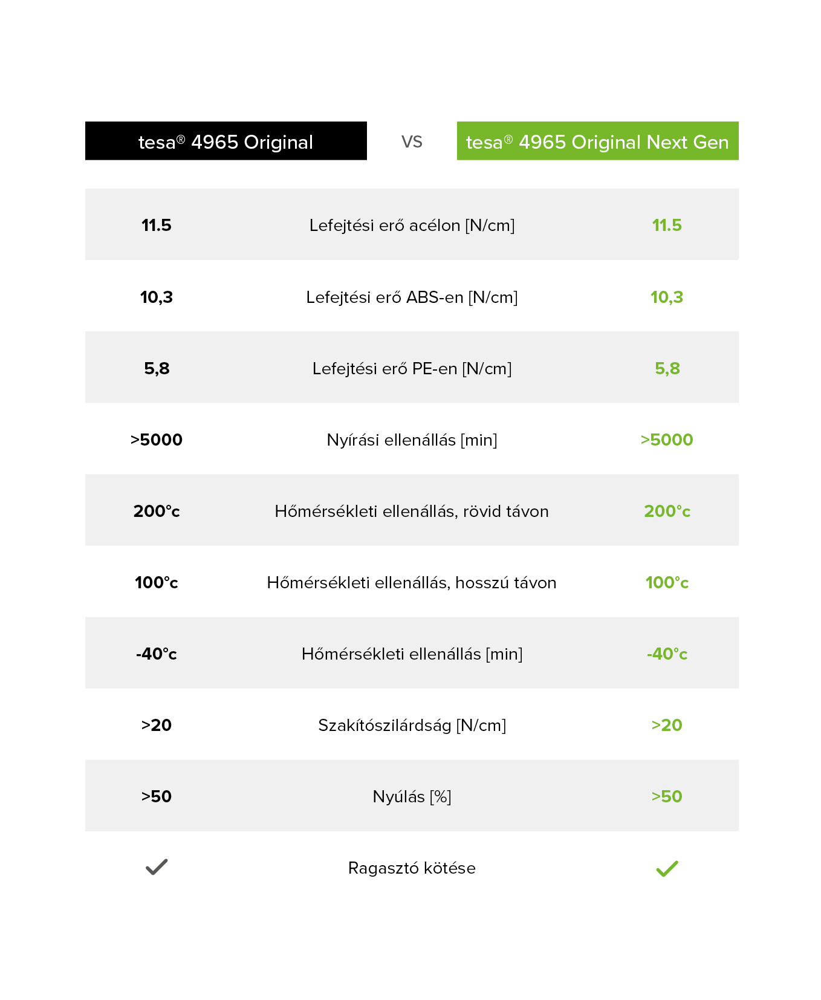 tesa® 4965 Original VS tesa® 4965 Original Next Gen
11.5 Lefejtési erő acélon [N/cm] 11.5
10,3 Lefejtési erő ABS-en [N/cm] 10,3
5,8 Lefejtési erő PE-en [N/cm] 5,8
>5000 Nyírási ellenállás [min] >5000
200°c Hőmérsékleti ellenállás, rövid távon 200°c
100°c Hőmérsékleti ellenállás, hosszú távon 100°c
-40°c Hőmérsékleti ellenállás [min] -40°c
>20 Szakítószilárdság [N/cm] >20
>50 Nyúlás [%] >50
Ragasztó kötése